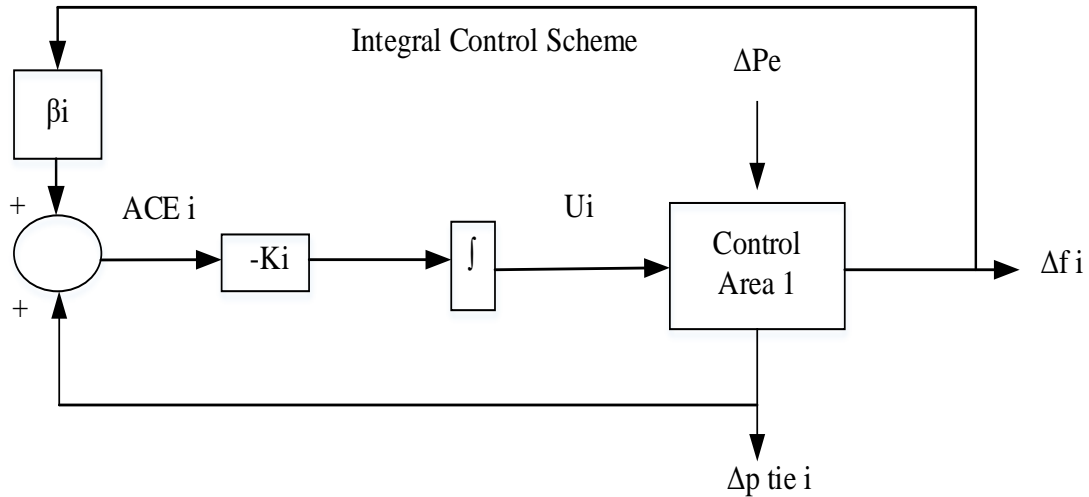 Integral Control Scheme
ΔPe
βi
+
ACE i
Ui
-Ki
∫
Control
Area 1
Δf i
+
Δp tie i